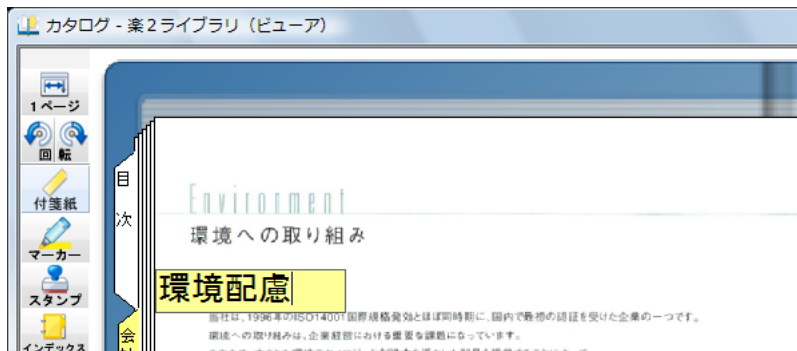 カタログ - 楽2ライブラリ（ビューア）
1ページ
回転
付箋紙
マーカー
スタンプ
インデックス
目次
会
Environment
環境への取り組み
環境配慮
当社は、1996年のISO14001国際規格発効とほぼ同時期に、国内で最初の認証を受けた企業の一つです。
環境への取り組みは、企業経営における重要な課題になっています。